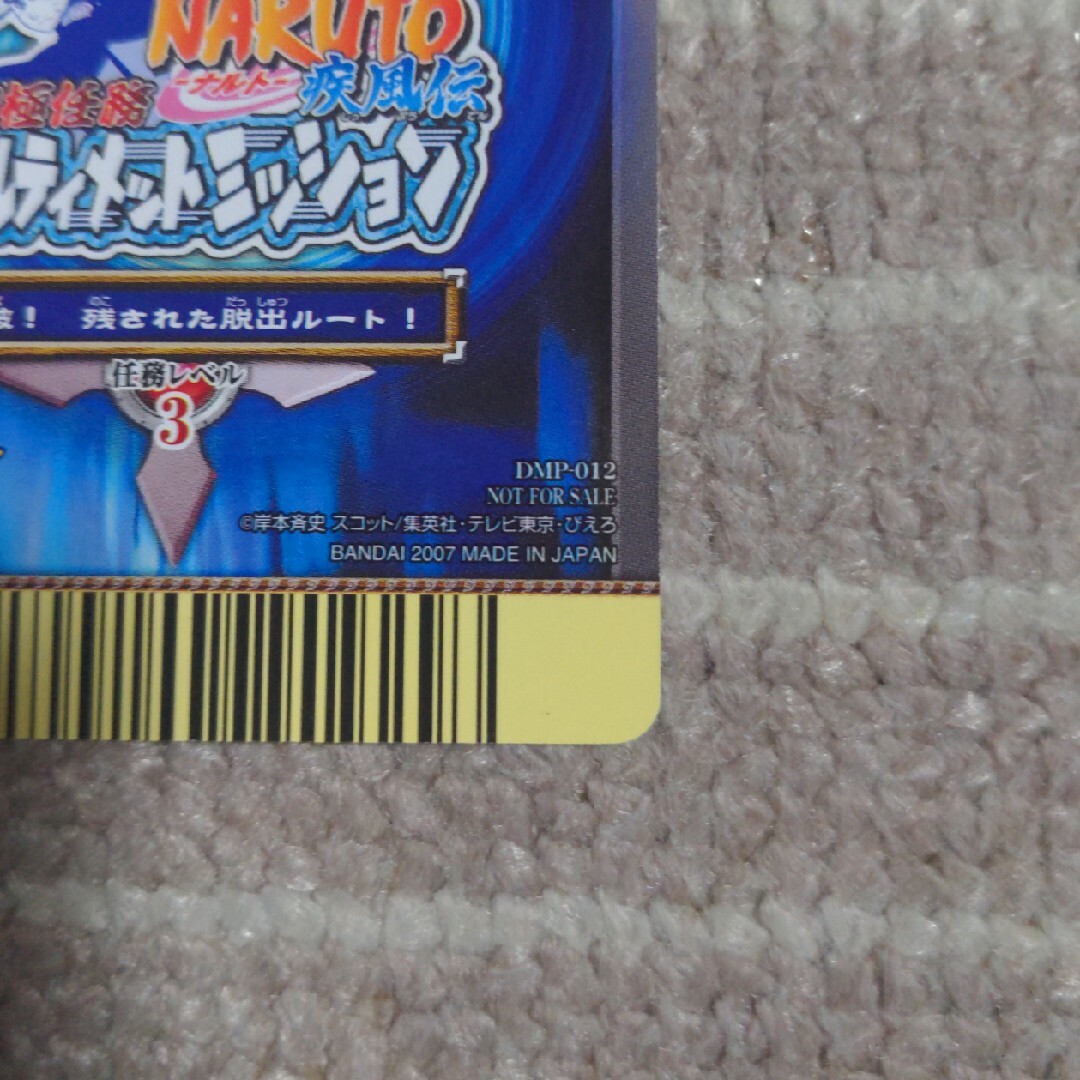 NARUTO
-ナルト-
極任務 疾風伝
ルティメットミッション
破! 残された脱出ルート!
任務レベル
3
DMP-012
NOT FOR SALE
©岸本斉史 スコット/集英社・テレビ東京・ぴえろ
BANDAI 2007 MADE IN JAPAN